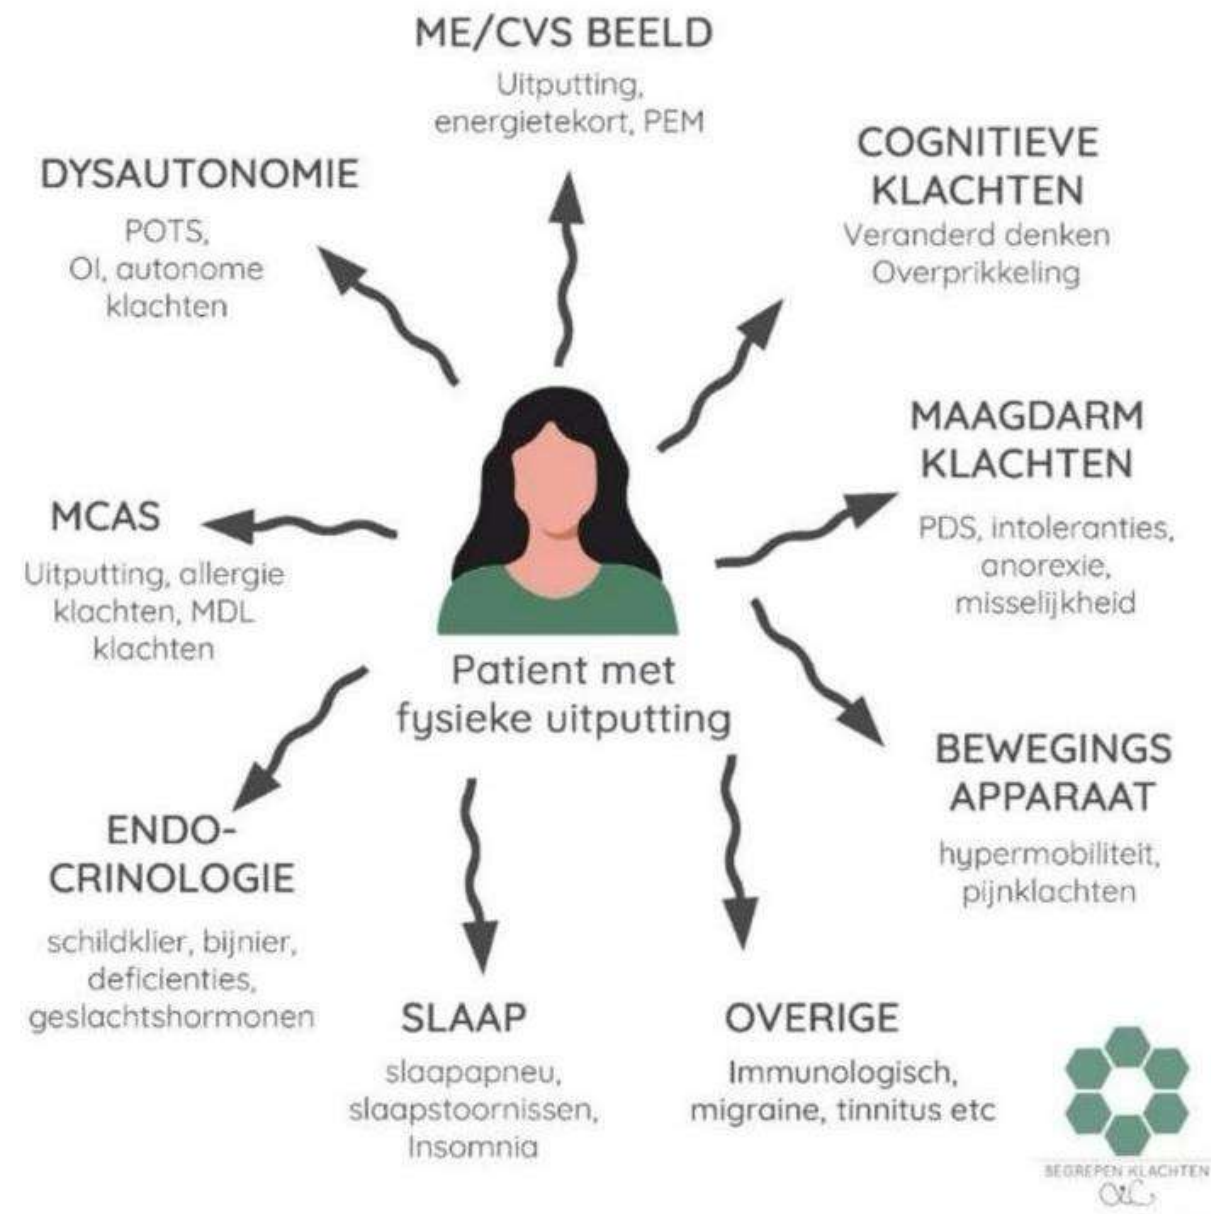 ME/CVS BEELD
Uitputting,
energietekort, PEM
DYSAUTONOMIE
POTS,
OI, autonome
klachten
COGNITIEVE
KLACHTEN
Veranderd denken
Overprikkeling
MAAGDARM
KLACHTEN
PDS, intoleranties,
anorexie,
misselijkheid
MCAS
Uitputting, allergie
klachten, MDL
klachten
Patient met
fysieke uitputting
BEWEGINGS
APPARAAT
hypermobiliteit,
pijnklachten
ENDO-
CRINOLOGIE
schildklier, bijnier,
deficienties,
geslachtshormonen
SLAAP
slaapapneu,
slaapstoornissen,
Insomnia
OVERIGE
Immunologisch,
migraine, tinnitus etc
BEGREPEN KLACHTEN